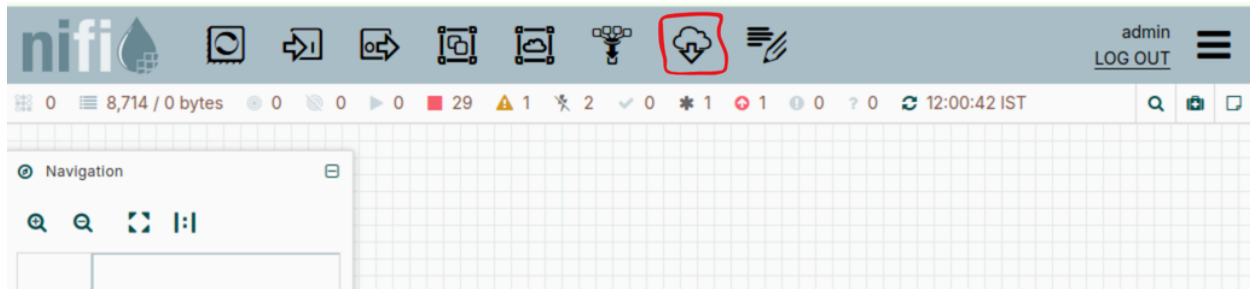 nifi
admin
LOG OUT
0 8,714 / 0 bytes 0 0 0 29 1 2 0 1 1 0 ? 0 12:00:42 IST
Navigation